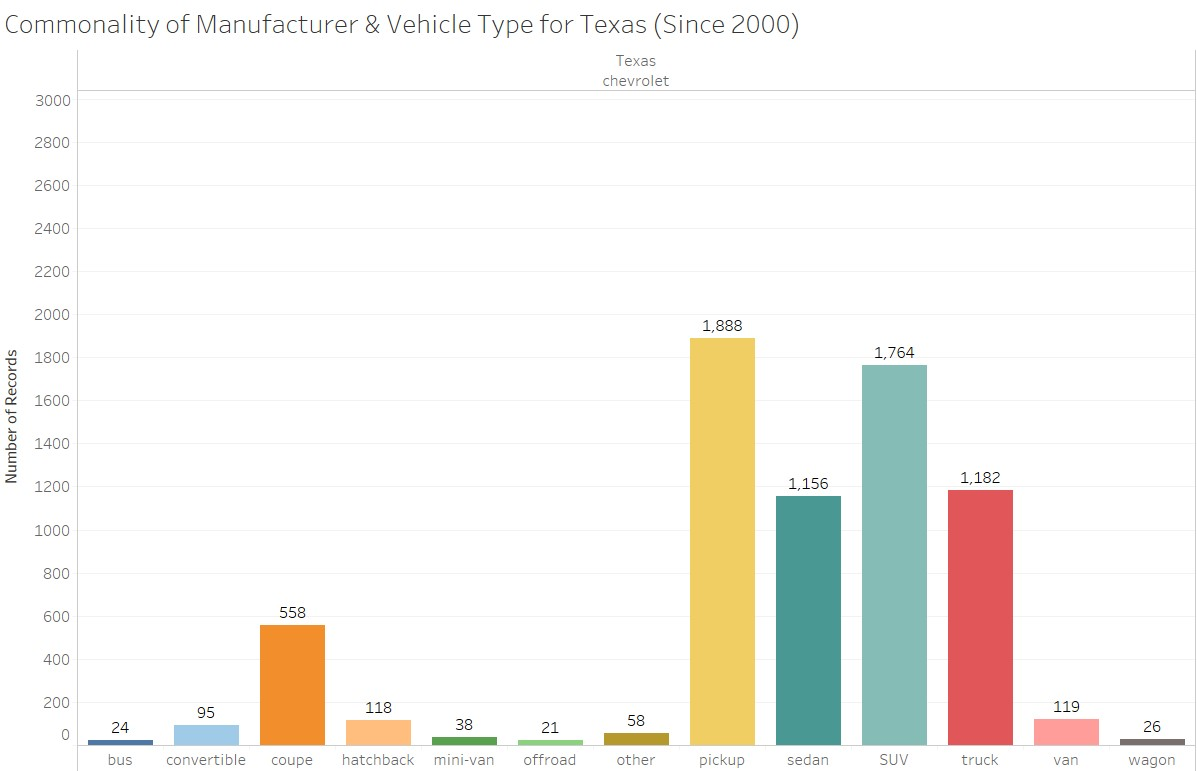 Commonality of Manufacturer & Vehicle Type for Texas (Since 2000)
Texas
chevrolet
3000
2800
2600
2400
2200
2000
1800
1600
1400
1200
1000
800
600
400
200
0
Number of Records
24
95
558
118
38
21
58
1,888
1,156
1,764
1,182
119
26
bus
convertible
coupe
hatchback
mini-van
offroad
other
pickup
sedan
SUV
truck
van
wagon